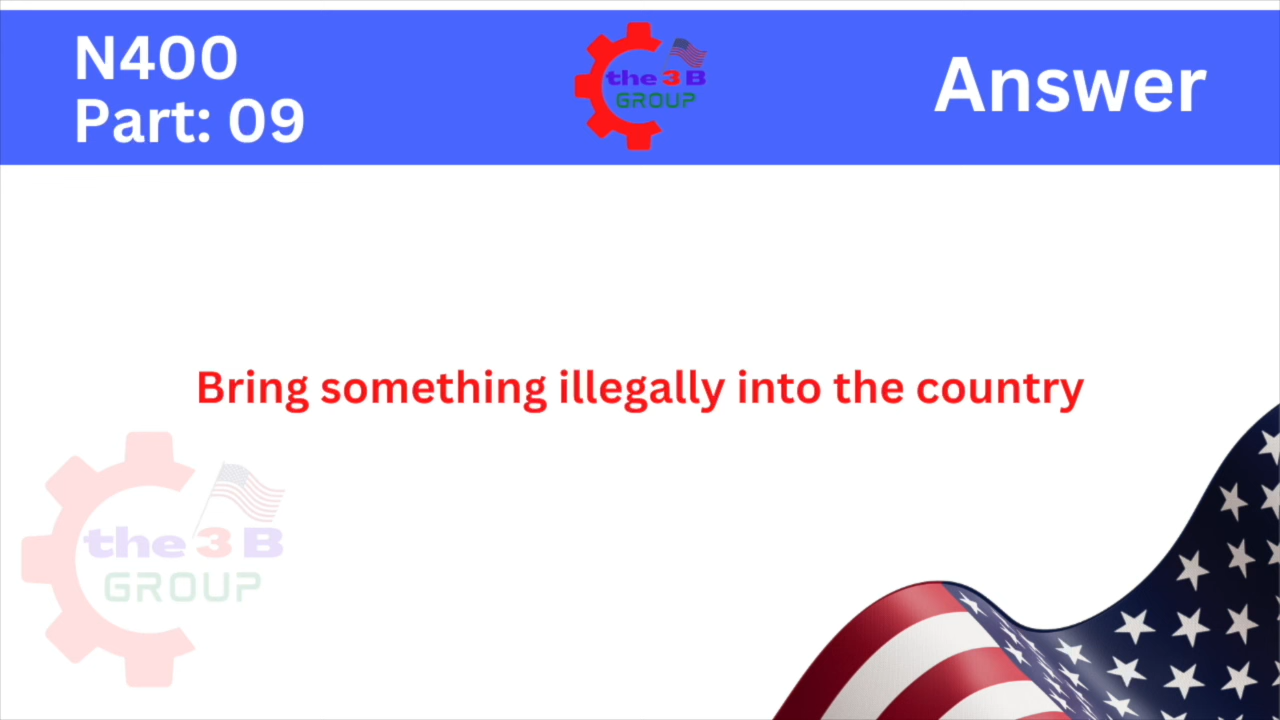 N400
Part: 09
the 3 B
GROUP
Answer
Bring something illegally into the country
the 3 B
GROUP